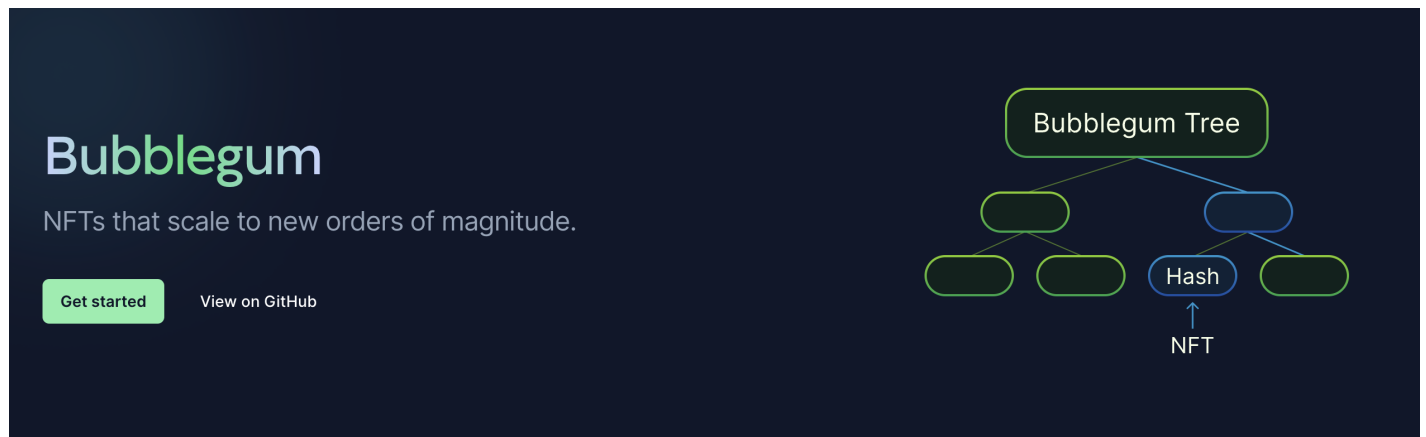 Bubblegum
NFTs that scale to new orders of magnitude.
Get started
View on GitHub
Bubblegum Tree
Hash
NFT